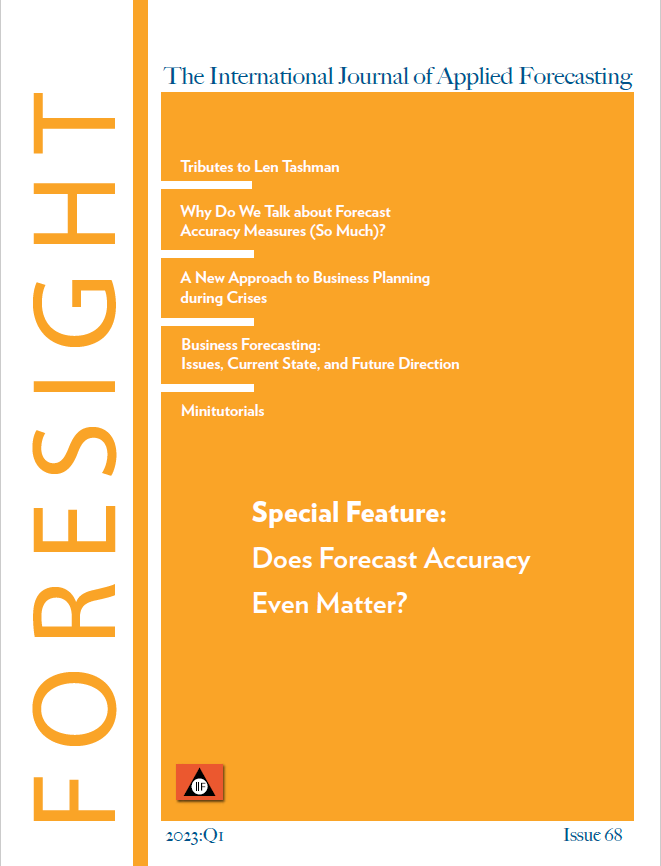 FORESIGHT
The International Journal of Applied Forecasting
Tributes to Len Tashman
Why Do We Talk about Forecast
Accuracy Measures (So Much)?
A New Approach to Business Planning
during Crises
Business Forecasting:
Issues, Current State, and Future Direction
Minitutorials
Special Feature:
Does Forecast Accuracy
Even Matter?
IIF
2023:Q1
Issue 68